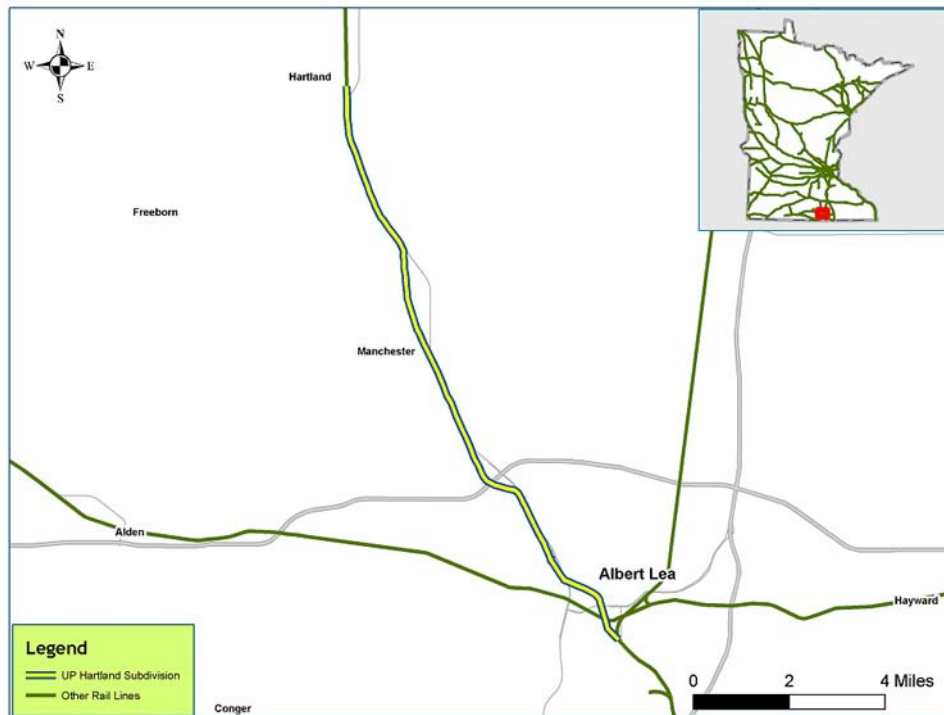 N
W E
S
Hartland
Freeborn
Manchester
Alden
Albert Lea
Hayward
Legend
UP Hartland Subdivision
Other Rail Lines
Conger
0 2 4 Miles